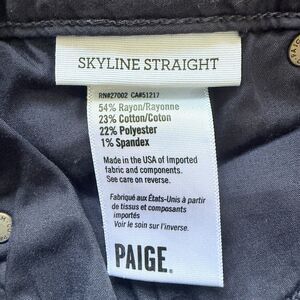 SKYLINE STRAIGHT
RN#27002 CA#51217
54% Rayon/Rayonne
23% Cotton/Coton
22% Polyester
1% Spandex
Made in the USA of Imported
fabric and components.
See care on reverse.
Fabriqué aux États-Unis à partir
de tissus et composants
importés
Voir le soin sur l'inverse.
PAIGE.